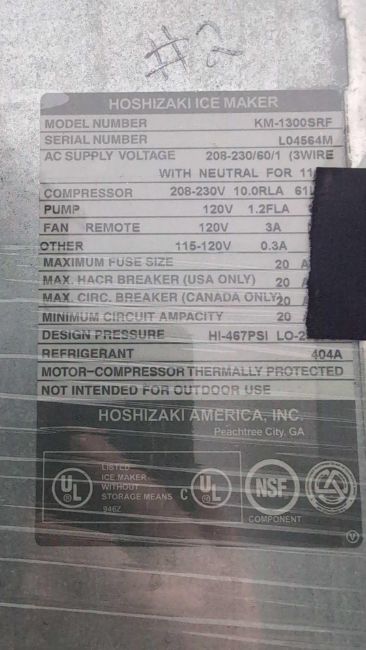 #2
HOSHIZAKI ICE MAKER
MODEL NUMBER KM-1300SRF
SERIAL NUMBER L04564M
AC SUPPLY VOLTAGE 208-230/60/1 (3WIRE
WITH NEUTRAL FOR
COMPRESSOR 208-230V 10.0RLA
PUMP 120V 1.2FLA
FAN REMOTE 120V 3A
OTHER 115-120V 0.3A
MAXIMUM FUSE SIZE 20 A
MAX. HACR BREAKER (USA ONLY) 20 A
MAX. CIRC. BREAKER (CANADA ONLY) 20
MINIMUM CIRCUIT AMPACITY 20
DESIGN PRESSURE HI-467PSI
REFRIGERANT 404A
MOTOR-COMPRESSOR THERMALLY PROTECTED
NOT INTENDED FOR OUTDOOR USE
HOSHIZAKI AMERICA, INC.
Peachtree City, GA
UL
LISTED
ICE MAKER
WITHOUT
STORAGE MEANS
946Z
C UL
NSF
COMPONENT
V